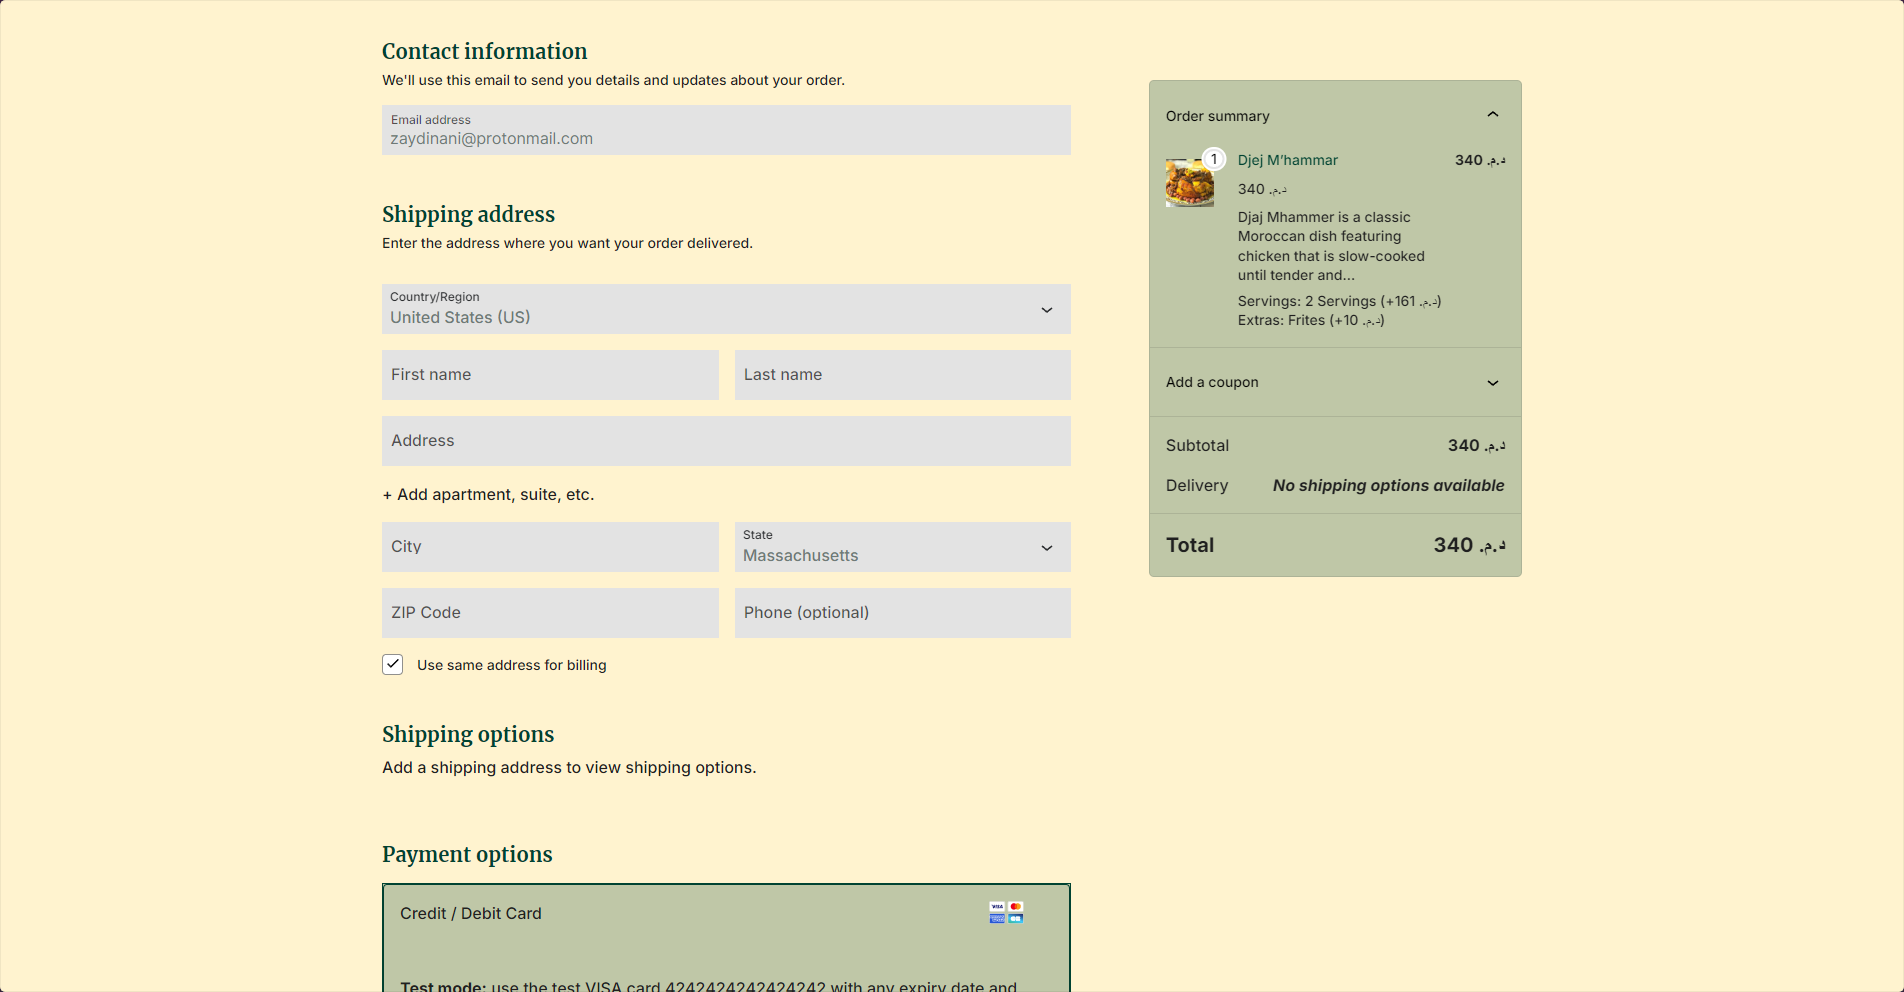 Contact information
We'll use this email to send you details and updates about your order.
Email address
zaydinani@protonmail.com
Shipping address
Enter the address where you want your order delivered.
Country/Region
United States (US)
First name
Last name
Address
+ Add apartment, suite, etc.
City
State
Massachusetts
ZIP Code
Phone (optional)
Use same address for billing
Shipping options
Add a shipping address to view shipping options.
Payment options
Credit / Debit Card
VISA
Test mode: use the test VISA card 4242424242424242 with any expiry date and
Order summary
1
Djej M'hammar
340 د.م.
340 د.م.
Djaj Mhammer is a classic
Moroccan dish featuring
chicken that is slow-cooked
until tender and...
Servings: 2 Servings (+161 د.م.)
Extras: Frites (+10 د.م.)
Add a coupon
Subtotal
340 د.م.
Delivery
No shipping options available
Total
340 د.م.